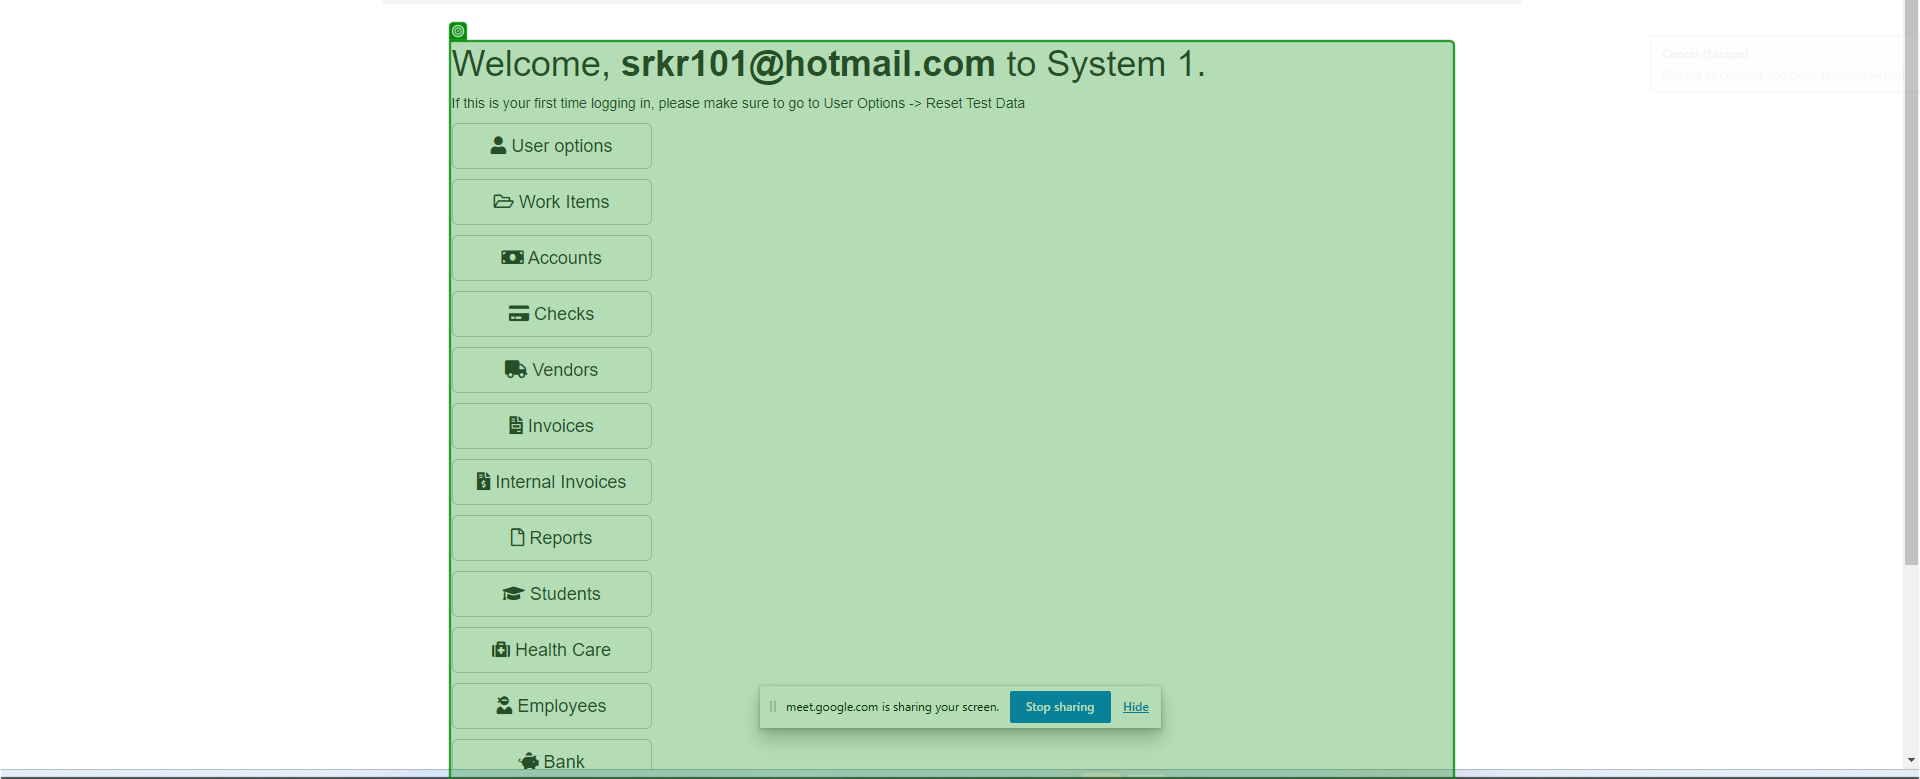 Cancel (Escape)
Discard all changes and close selection wizard
Welcome, srkr101@hotmail.com to System 1.
If this is your first time logging in, please make sure to go to User Options -> Reset Test Data
User options
Work Items
Accounts
Checks
Vendors
Invoices
Internal Invoices
Reports
Students
Health Care
Employees
meet.google.com is sharing your screen. Stop sharing Hide
Bank